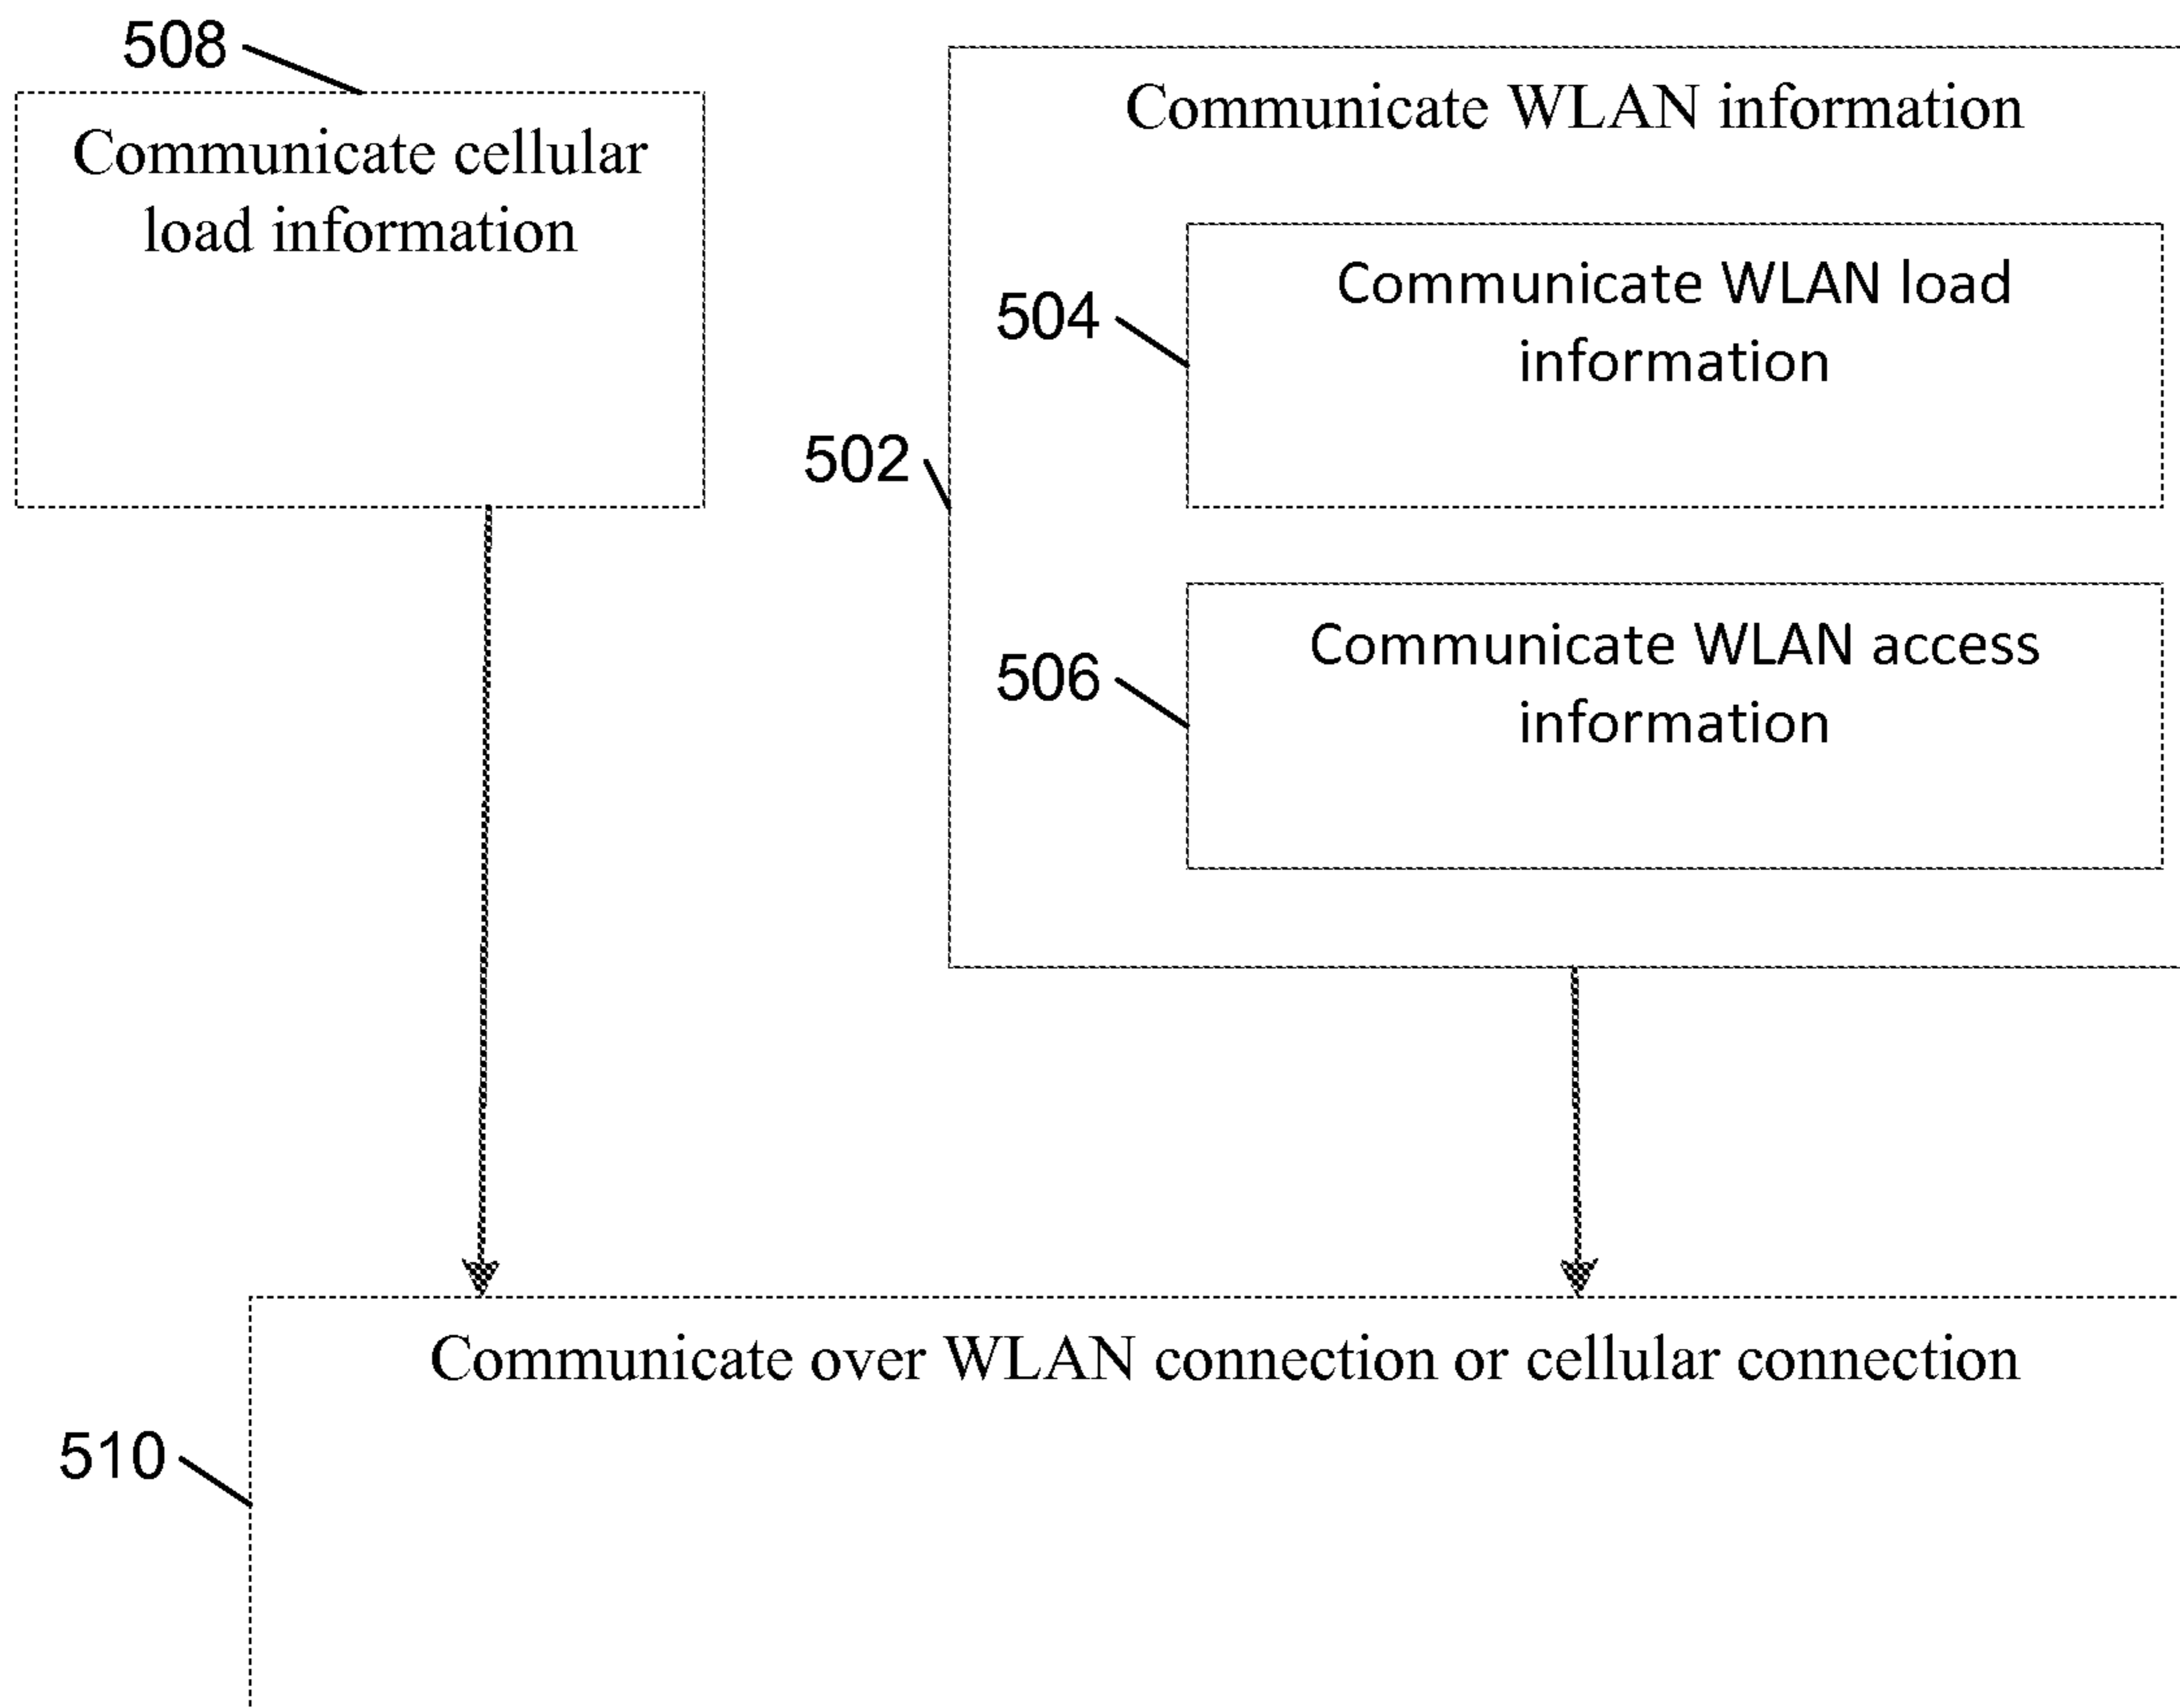 508
Communicate cellular
load information
Communicate WLAN information
504
Communicate WLAN load
information
502
506
Communicate WLAN access
information
Communicate over WLAN connection or cellular connection
510